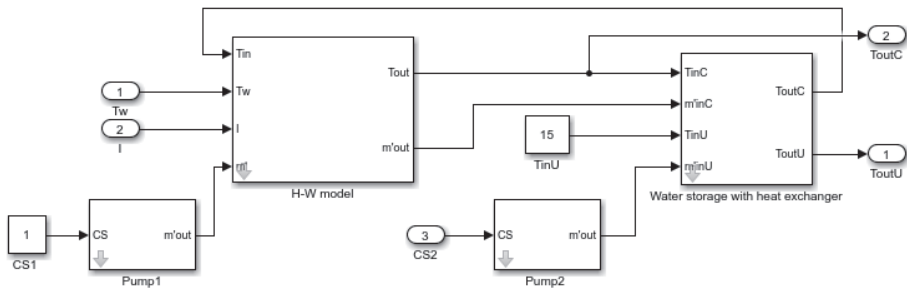 Tin
Tout
2
ToutC
TinC
ToutC
1
Tw
Tw
m'inC
2
I
I
15
TinU
TinU
m'out
ToutU
1
ToutU
m'
m'inU
H-W model
Water storage with heat exchanger
1
CS1
CS
m'out
Pump1
3
CS2
CS
m'out
Pump2